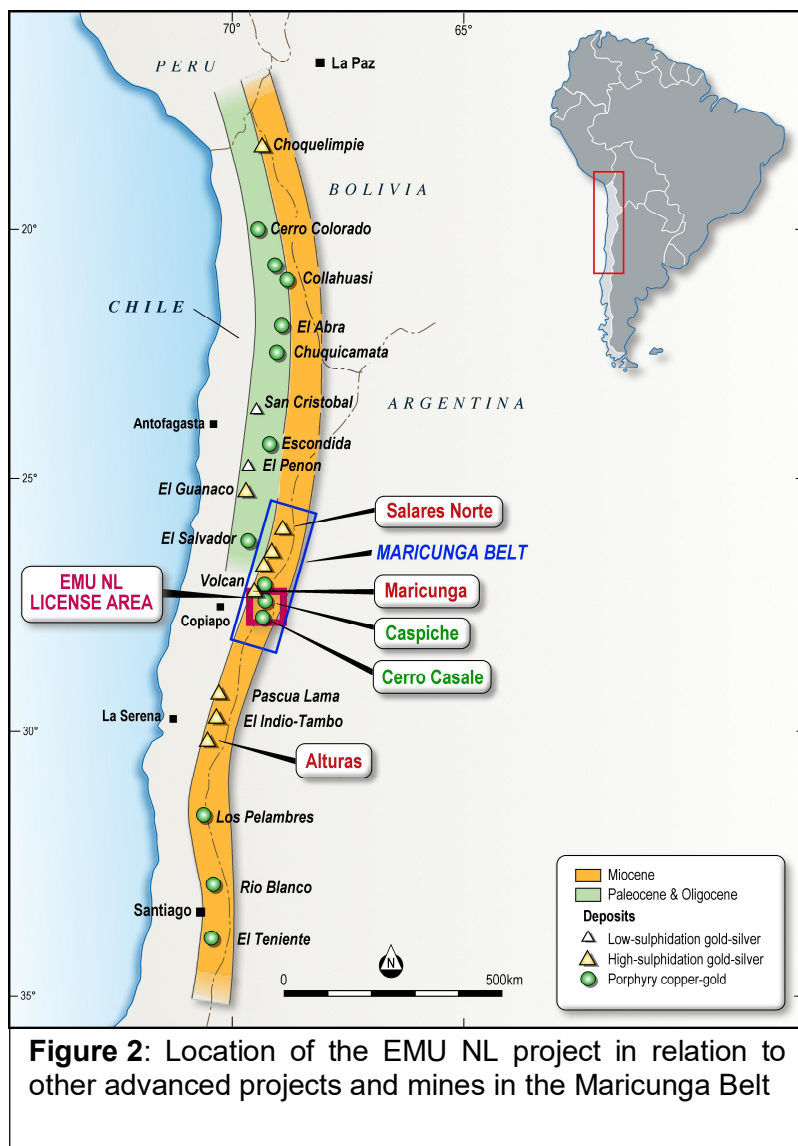 70°
65°
PERU
La Paz
Choquelimpie
BOLIVIA
20°
Cerro Colorado
Collahuasi
CHILE
El Abra
Chuquicamata
San Cristobal
ARGENTINA
Antofagasta
Escondida
El Penon
25°
El Guanaco
Salares Norte
El Salvador
MARICUNGA BELT
EMU NL
LICENSE AREA
Volcan
Maricunga
Copiapo
Caspiche
Cerro Casale
Pascua Lama
La Serena
El Indio-Tambo
30°
Alturas
Los Pelambres
Rio Blanco
Santiago
El Teniente
N
0
500km
35°
Miocene
Paleocene & Oligocene
Deposits
Low-sulphidation gold-silver
High-sulphidation gold-silver
Porphyry copper-gold
Figure 2: Location of the EMU NL project in relation to
other advanced projects and mines in the Maricunga Belt